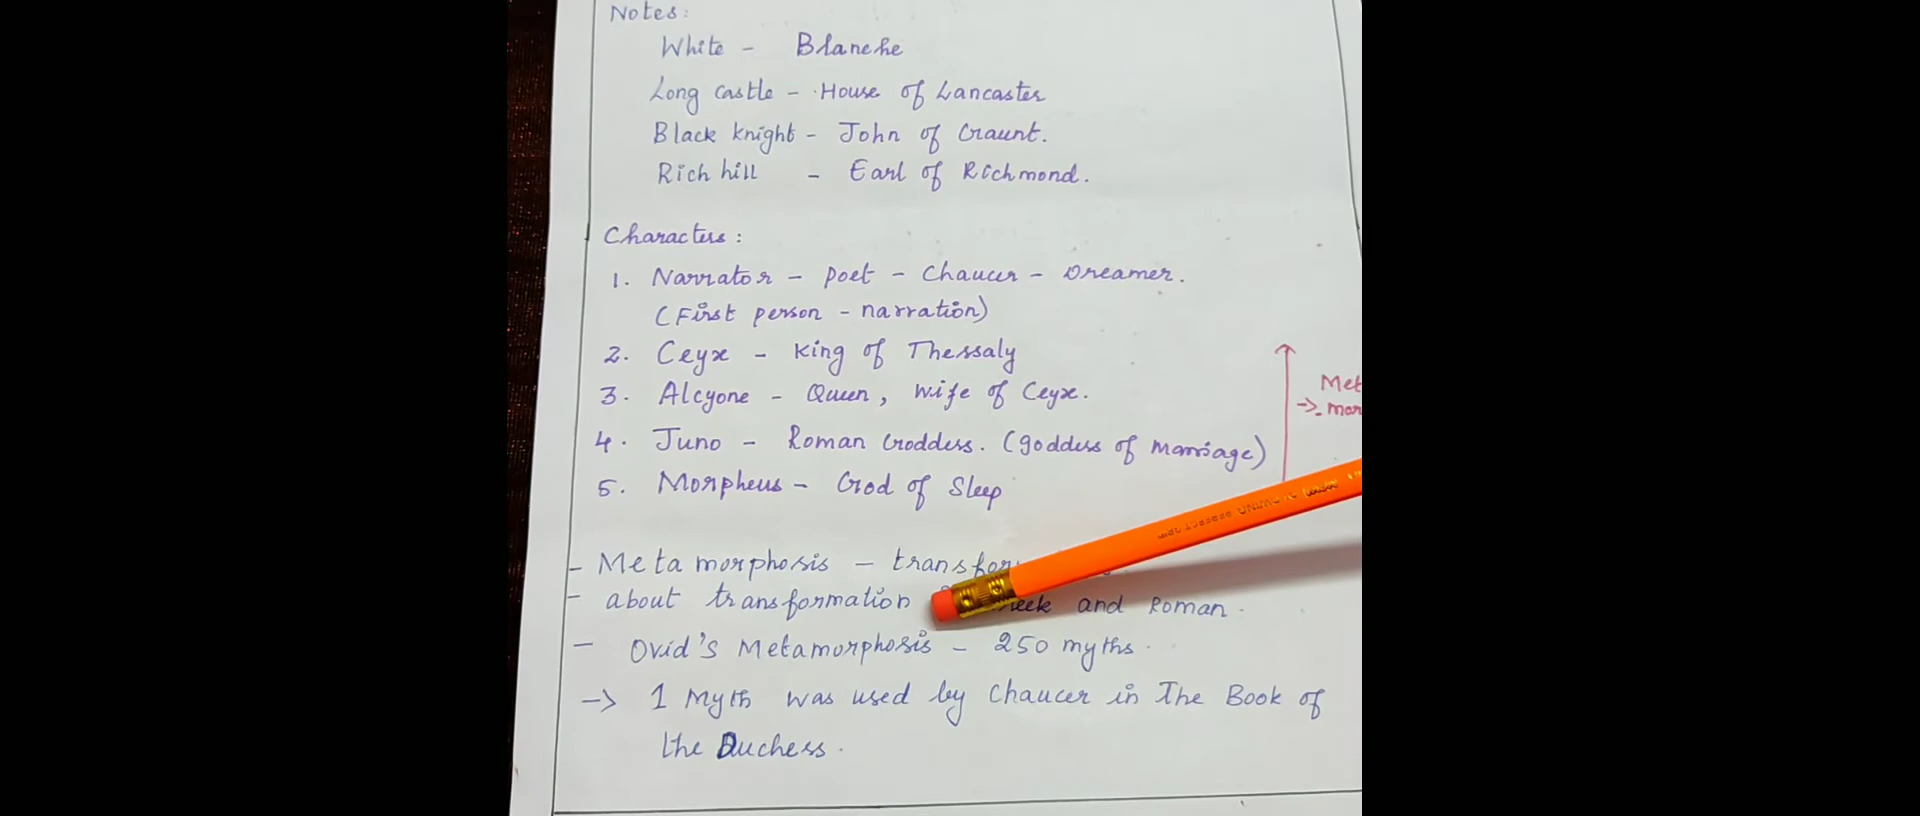 Notes:
White - Blanche
Long castle - House of Lancaster
Black knight - John of Graunt.
Rich hill - Earl of Richmond.
Characters:
1. Narrator - poet - Chaucer - Dreamer.
(First person - narration)
2. Ceyx - King of Thessaly
3. Alcyone - Queen, wife of Ceyx.
4. Juno - Roman Goddess. (goddess of marriage)
5. Morpheus - God of Sleep
- Meta morphosis -
- about transformation and Roman.
- Ovid's Metamorphosis - 250 myths.
-> 1 Myth was used by Chaucer in The Book of
the Duchess.